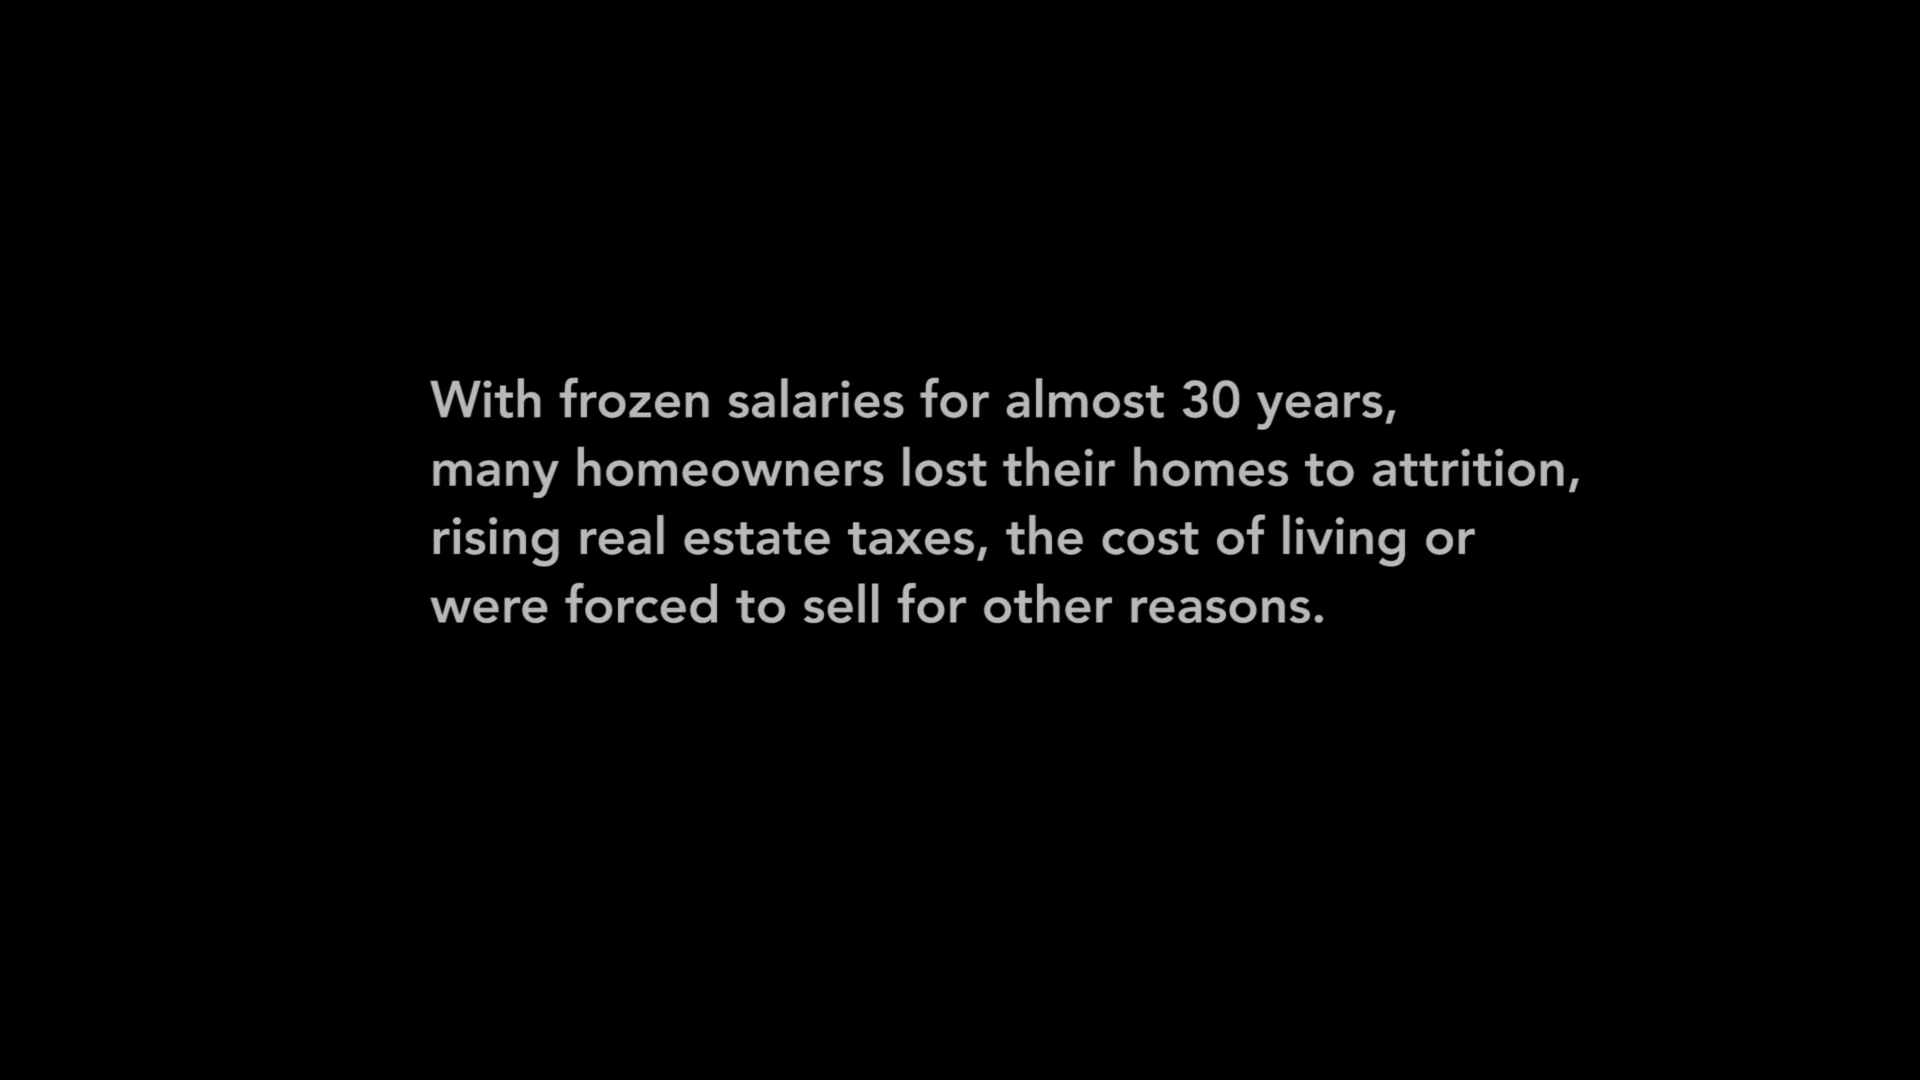 With frozen salaries for almost 30 years,
many homeowners lost their homes to attrition,
rising real estate taxes, the cost of living or
were forced to sell for other reasons.